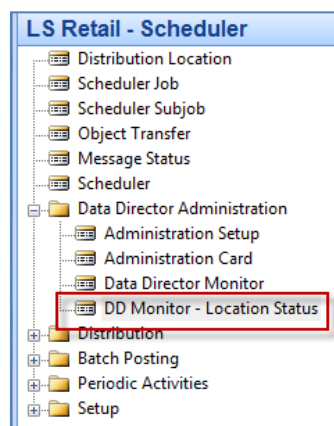 LS Retail - Scheduler
Distribution Location
Scheduler Job
Scheduler Subjob
Object Transfer
Message Status
Scheduler
Data Director Administration
Administration Setup
Administration Card
Data Director Monitor
DD Monitor - Location Status
Distribution
Batch Posting
Periodic Activities
Setup